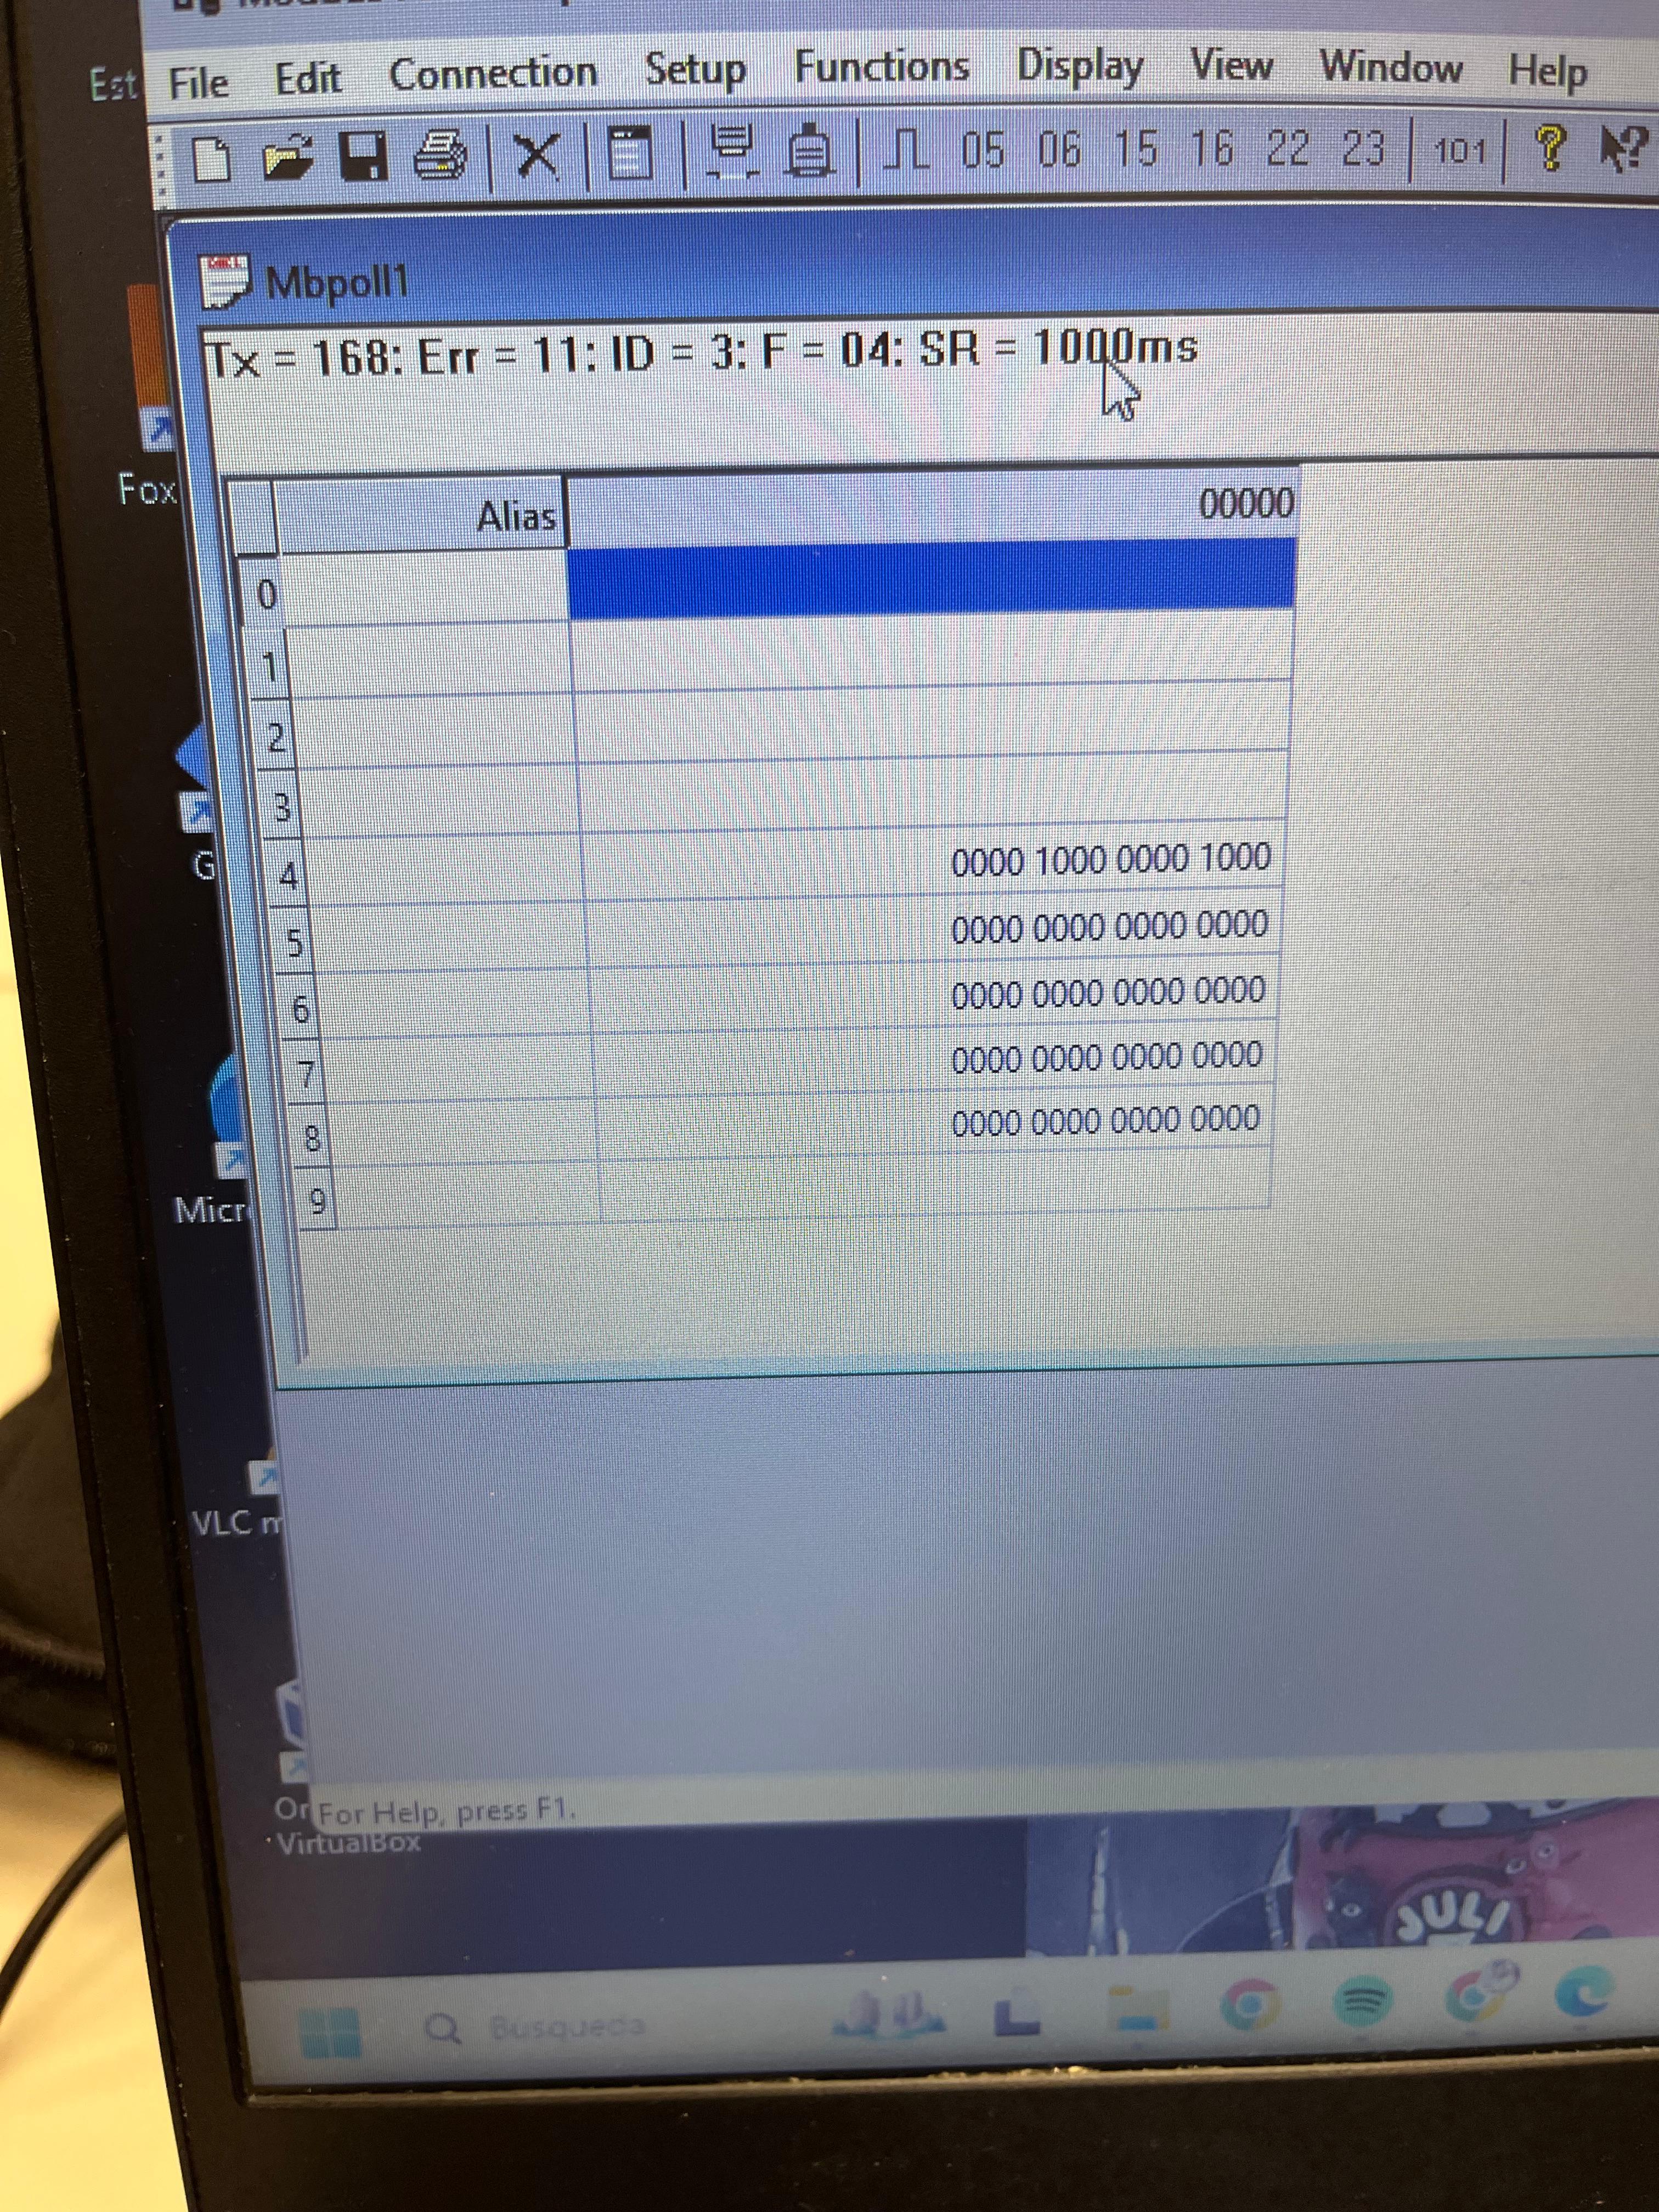 Est
File Edit Connection Setup Functions Display View Window Help
05 06 15 16 22 23 101
Mbpoll1
Tx = 168: Err = 11: ID = 3: F = 04: SR = 1000ms
Alias 00000
0
1
2
3
4 0000 1000 0000 1000
5 0000 0000 0000 0000
6 0000 0000 0000 0000
7 0000 0000 0000 0000
8 0000 0000 0000 0000
9
Fox
G
Micr
VLC m
Or
VirtualBox
For Help, press F1.
JULI
Búsqueda